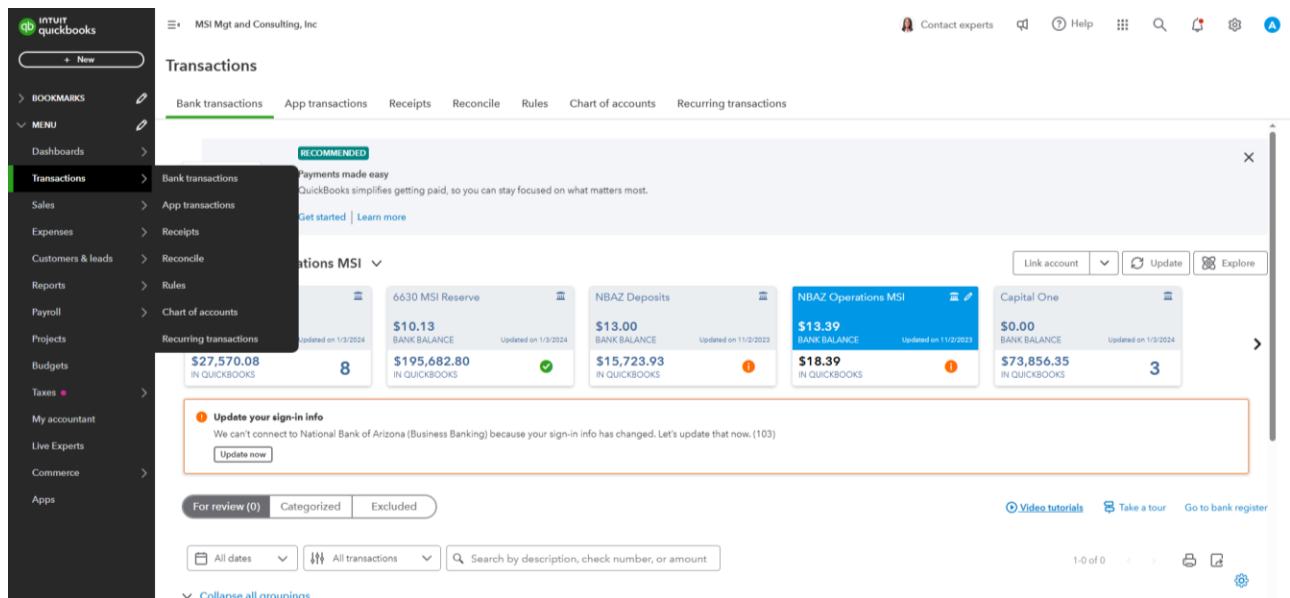 INTUIT
qb quickbooks
MSI Mgt and Consulting, Inc
Contact experts
Help
A
+ New
Transactions
BOOKMARKS
MENU
Dashboards
Transactions
Sales
Expenses
Customers & leads
Reports
Payroll
Projects
Budgets
Taxes
My accountant
Live Experts
Commerce
Apps
Bank transactions
App transactions
Receipts
Reconcile
Rules
Chart of accounts
Recurring transactions
Bank transactions App transactions Receipts Reconcile Rules Chart of accounts Recurring transactions
RECOMMENDED
Payments made easy
QuickBooks simplifies getting paid, so you can stay focused on what matters most.
Get started | Learn more
ations MSI
Link account
Update
Explore
Updated on 1/3/2024
$27,570.08
IN QUICKBOOKS
8
6630 MSI Reserve
$10.13
BANK BALANCE
Updated on 1/3/2024
$195,682.80
IN QUICKBOOKS
NBAZ Deposits
$13.00
BANK BALANCE
Updated on 11/2/2023
$15,723.93
IN QUICKBOOKS
NBAZ Operations MSI
$13.39
BANK BALANCE
Updated on 11/2/2023
$18.39
IN QUICKBOOKS
Capital One
$0.00
BANK BALANCE
Updated on 1/3/2024
$73,856.35
IN QUICKBOOKS
3
Update your sign-in info
We can't connect to National Bank of Arizona (Business Banking) because your sign-in info has changed. Let's update that now. (103)
Update now
For review (0) Categorized Excluded
Video tutorials
Take a tour
Go to bank register
All dates
All transactions
Search by description, check number, or amount
1-0 of 0
Collapse all groupings